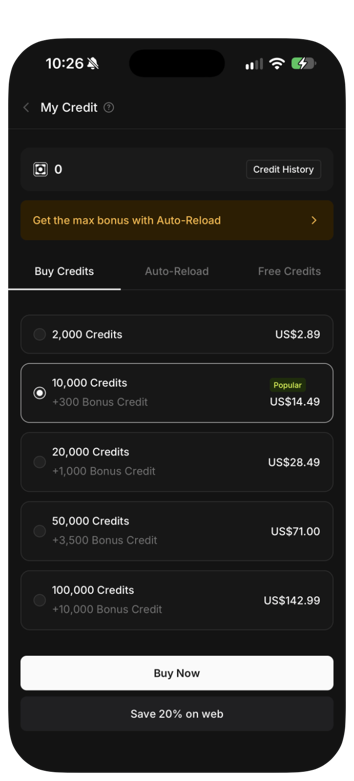 10:26
My Credit
0
Credit History
Get the max bonus with Auto-Reload
Buy Credits
Auto-Reload
Free Credits
2,000 Credits
US$2.89
10,000 Credits
Popular
+300 Bonus Credit
US$14.49
20,000 Credits
+1,000 Bonus Credit
US$28.49
50,000 Credits
+3,500 Bonus Credit
US$71.00
100,000 Credits
+10,000 Bonus Credit
US$142.99
Buy Now
Save 20% on web